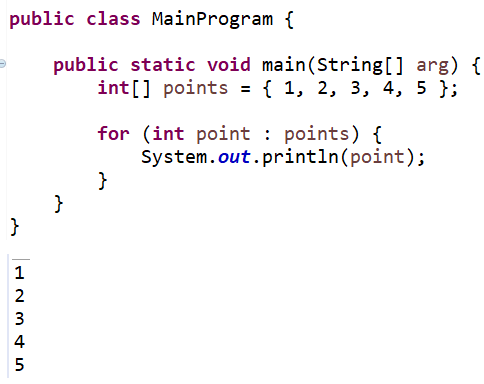 public class MainProgram {
public static void main(String[] arg) {
int[] points = { 1, 2, 3, 4, 5 };
for (int point : points) {
System.out.println(point);
}
}
}
1
2
3
4
5